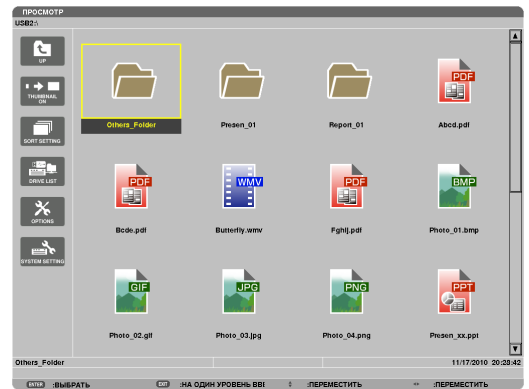 ПРОСМОТР
USB2:\
UP
THUMBNAIL
ON
SORT SETTING
DRIVE LIST
OPTIONS
SYSTEM SETTING
Others_Folder
Presen_01
Report_01
PDF
Abcd.pdf
PDF
Bcde.pdf
WMV
Butterfly.wmv
PDF
Fghij.pdf
BMP
Photo_01.bmp
GIF
Photo_02.gif
JPG
Photo_03.jpg
PNG
Photo_04.png
PPT
Presen_xx.ppt
Others_Folder
11/17/2010 20:28:42
ENTER :ВЫБРАТЬ EXIT :НА ОДИН УРОВЕНЬ ВВІ :ПЕРЕМЕСТИТЬ :ПЕРЕМЕСТИТЬ